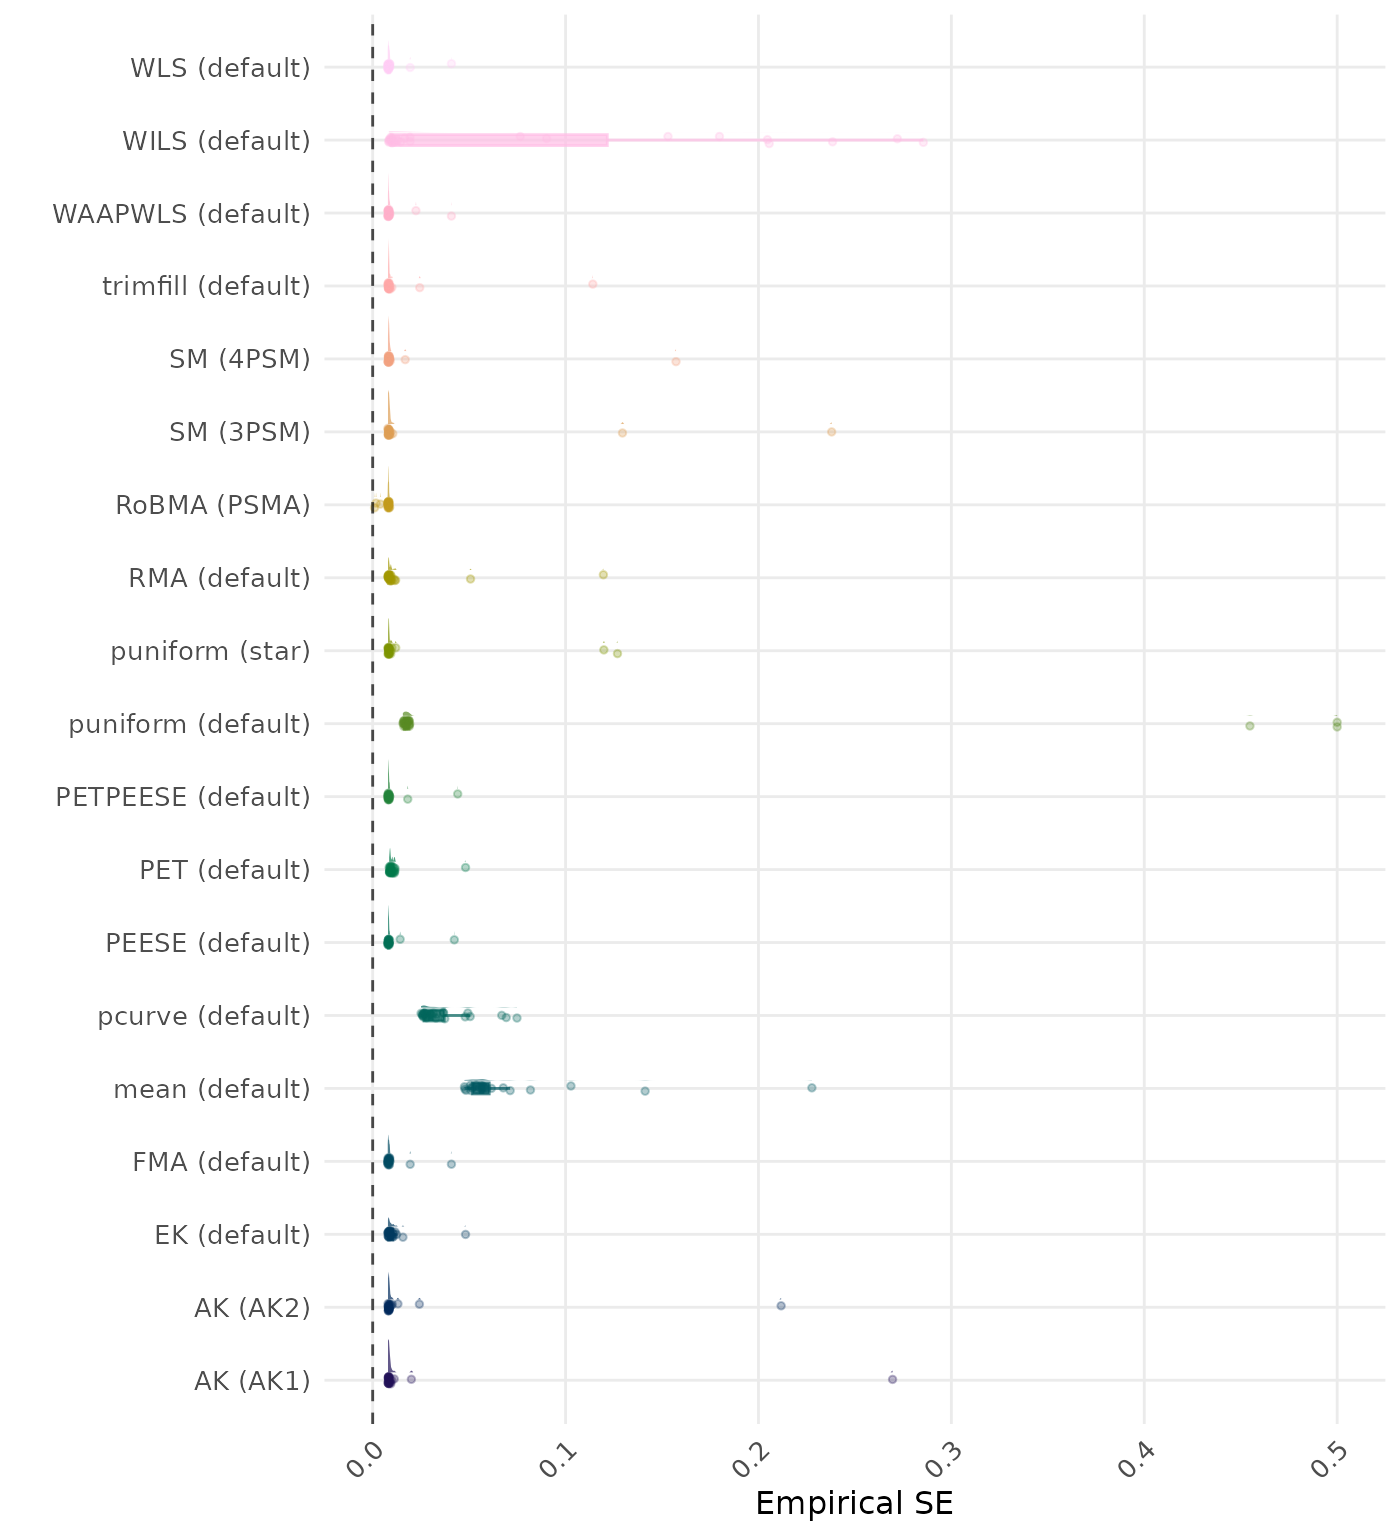 WLS (default)
WILS (default)
WAAPWLS (default)
trimfill (default)
SM (4PSM)
SM (3PSM)
RoBMA (PSMA)
RMA (default)
puniform (star)
puniform (default)
PETPEESE (default)
PET (default)
PEESE (default)
pcurve (default)
mean (default)
FMA (default)
EK (default)
AK (AK2)
AK (AK1)
0.0 0.1 0.2 0.3 0.4 0.5
Empirical SE